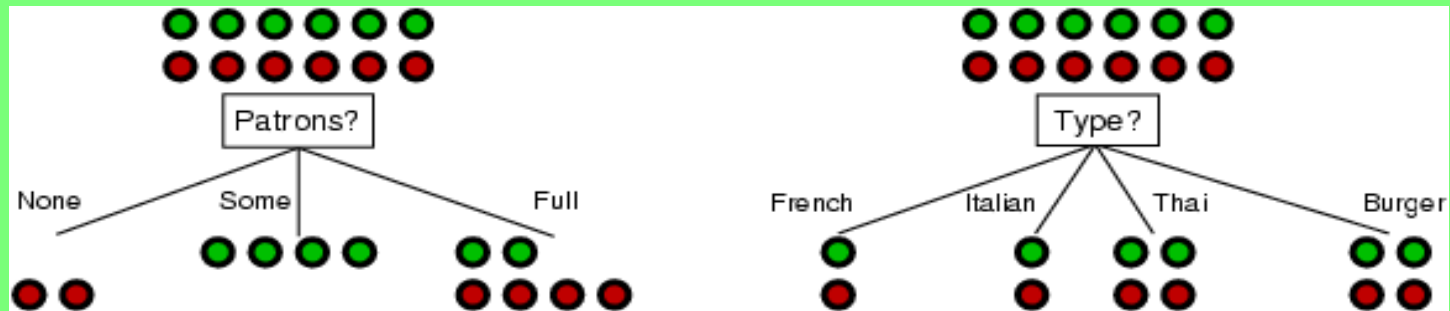 Patrons?
None
Some
Full
Type?
French
Italian
Thai
Burger